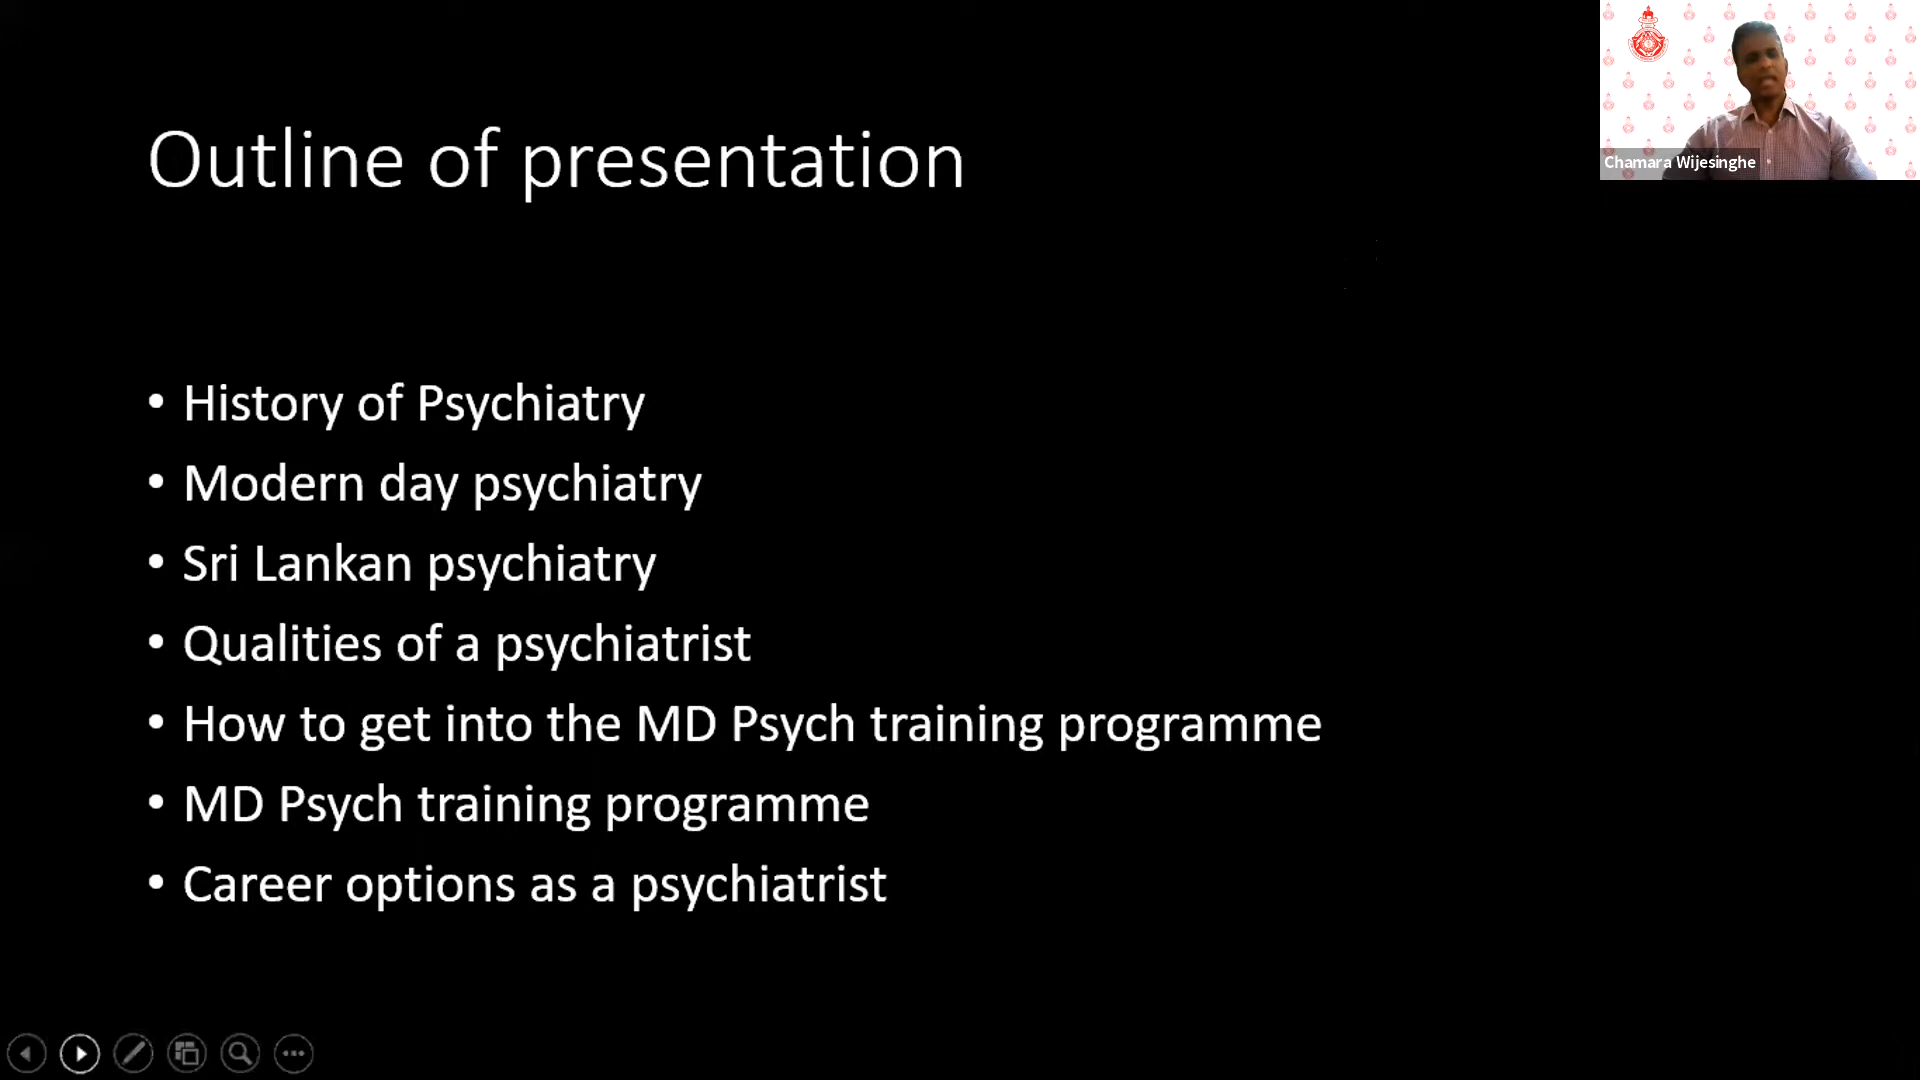 Outline of presentation
• History of Psychiatry
• Modern day psychiatry
• Sri Lankan psychiatry
• Qualities of a psychiatrist
• How to get into the MD Psych training programme
• MD Psych training programme
• Career options as a psychiatrist
Chamara Wijesinghe